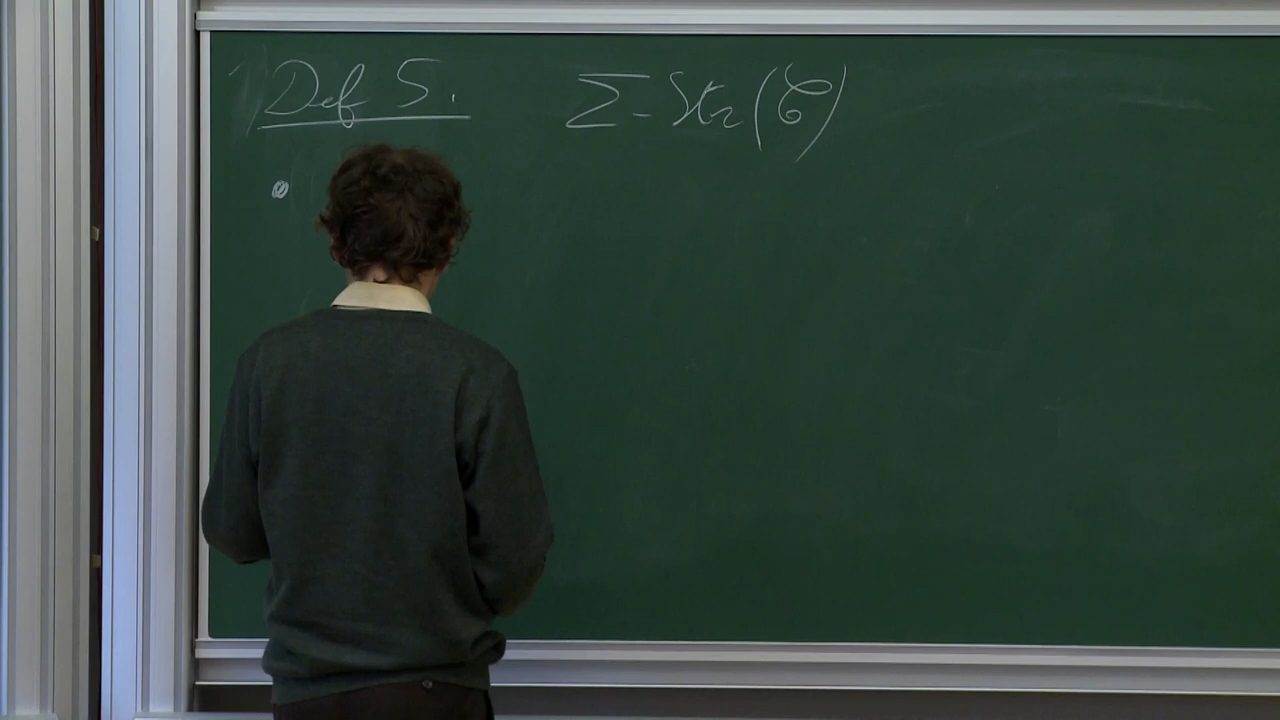 Def 5. Σ-Str(𝒞)